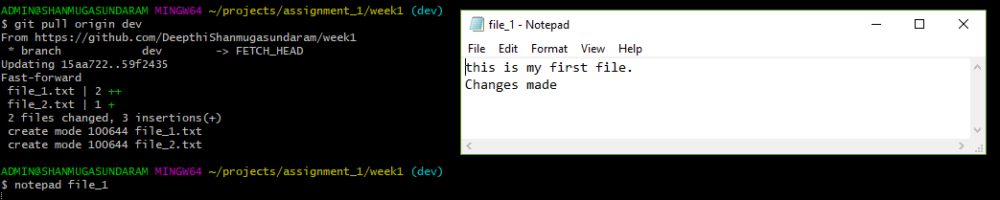 ADMIN@SHANMUGASUNDARAM MINGW64 ~/projects/assignment_1/week1 (dev)
$ git pull origin dev
From https://github.com/DeepthiShanmugasundaram/week1
 * branch            dev        -> FETCH_HEAD
Updating 15aa722..59f2435
Fast-forward
 file_1.txt | 2 ++
 file_2.txt | 1 +
 2 files changed, 3 insertions(+)
 create mode 100644 file_1.txt
 create mode 100644 file_2.txt
ADMIN@SHANMUGASUNDARAM MINGW64 ~/projects/assignment_1/week1 (dev)
$ notepad file_1
file_1 - Notepad
File Edit Format View Help
this is my first file.
Changes made